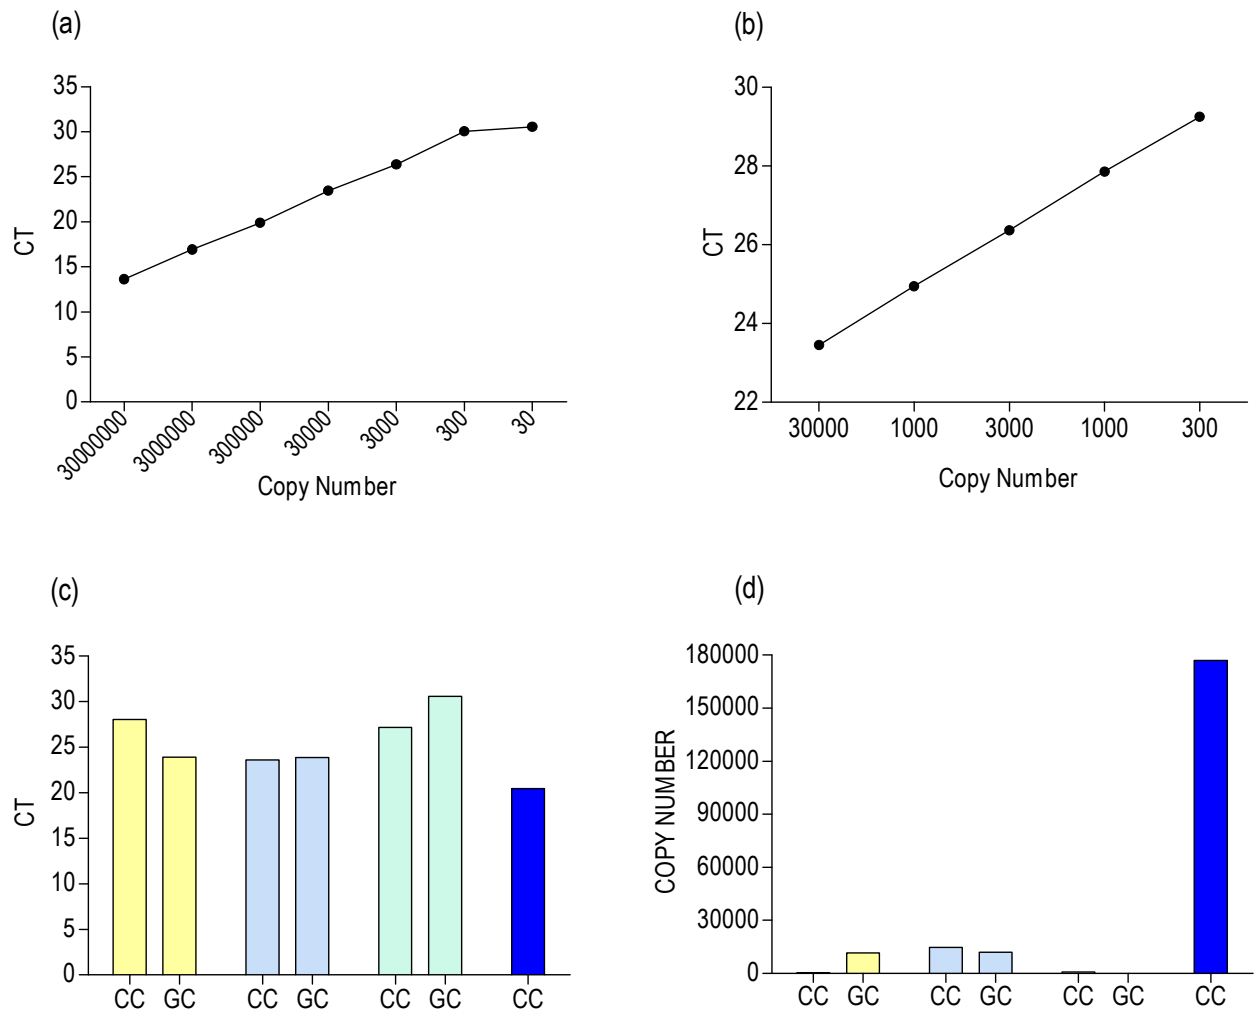 (a)
35
30
25
20
15
10
5
0
CT
30000000 3000000 300000 30000 3000 300 30
Copy Number
(b)
30
28
26
24
22
CT
30000 1000 3000 1000 300
Copy Number
(c)
35
30
25
20
15
10
5
0
CT
CC GC CC GC CC GC CC
(d)
180000
150000
120000
90000
60000
30000
0
COPY NUMBER
CC GC CC GC CC GC CC